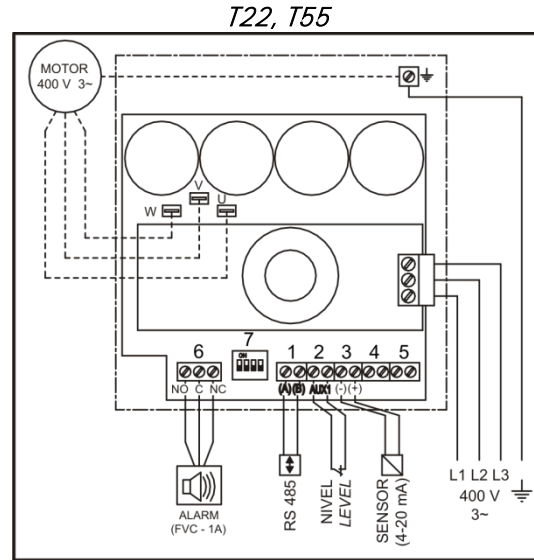 T22, T55
MOTOR
400 V 3~
V
W
U
7
ON
6
1 2 3 4 5
NO C NC
(A) (B) AUX1 (-) (+)
RS 485
NIVEL
LEVEL
SENSOR
(4-20 mA)
ALARM
(FVC - 1A)
L1 L2 L3
400 V
3~